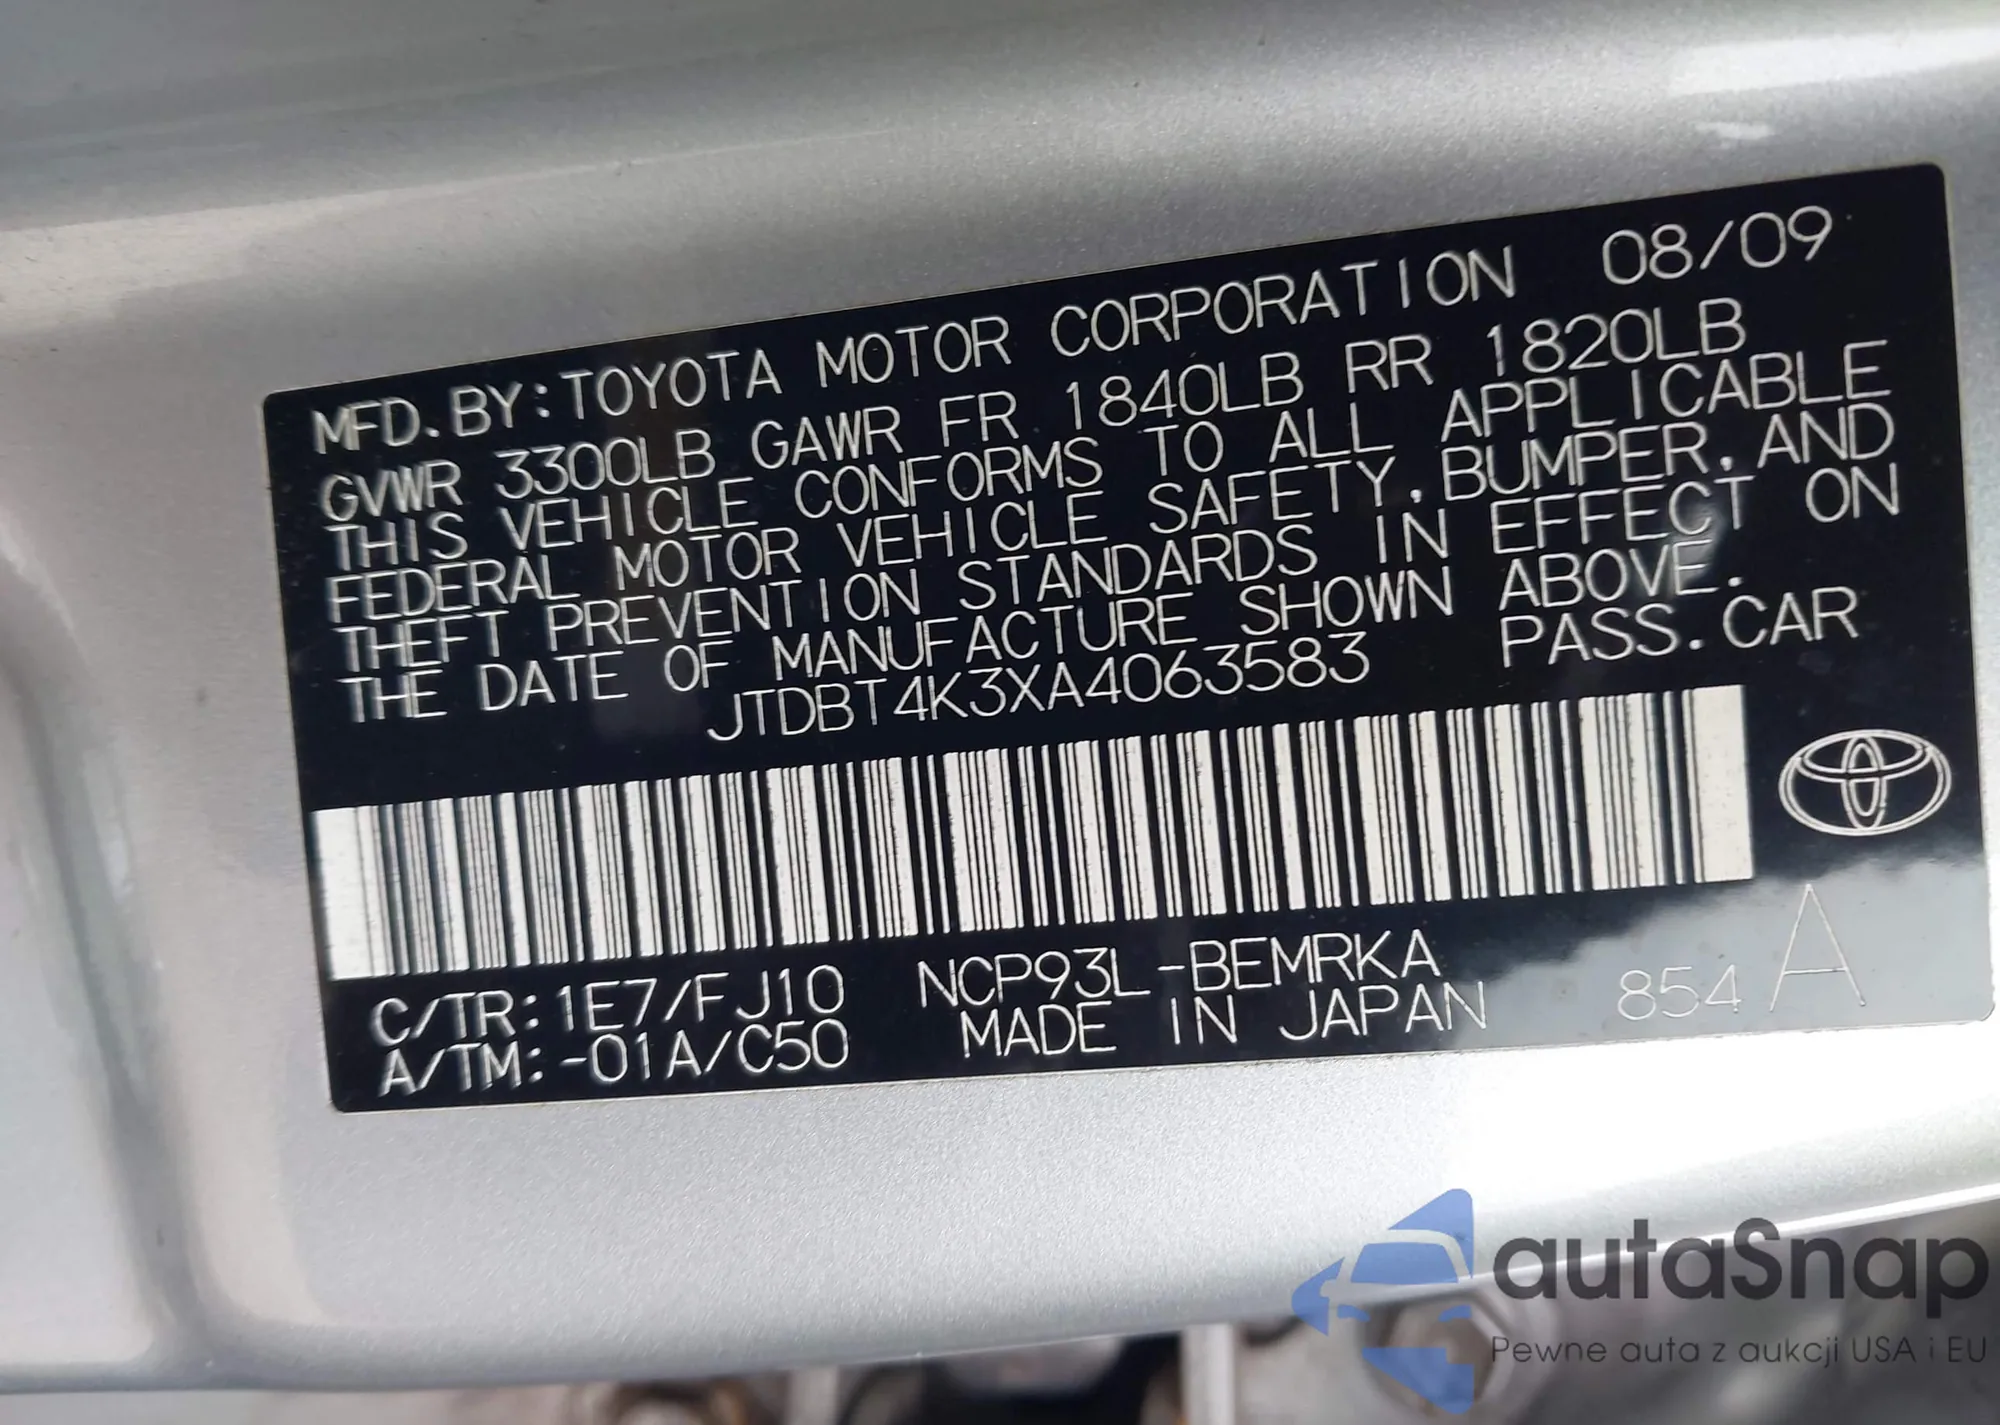 MFD. BY: TOYOTA MOTOR CORPORATION 08/09
GVWR 3300LB GAWR FR 1840LB RR 1820LB
THIS VEHICLE CONFORMS TO ALL APPLICABLE
FEDERAL MOTOR VEHICLE SAFETY, BUMPER, AND
THEFT PREVENTION STANDARDS IN EFFECT ON
THE DATE OF MANUFACTURE SHOWN ABOVE.
JTDBT4K3XA4063583 PASS. CAR
C/TR: 1E7/FJ10 NCP93L-BEMRKA
A/TM: -01A/C50 MADE IN JAPAN 854 A
autaSnap
Pewne auta z aukcji USA i EU